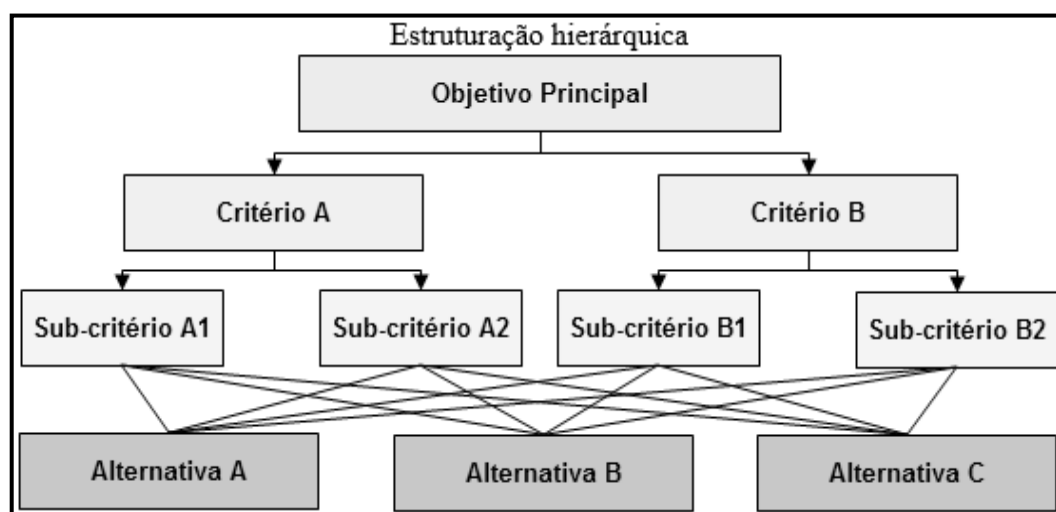 Estruturação hierárquica
Objetivo Principal
Critério A
Critério B
Sub-critério A1
Sub-critério A2
Sub-critério B1
Sub-critério B2
Alternativa A
Alternativa B
Alternativa C